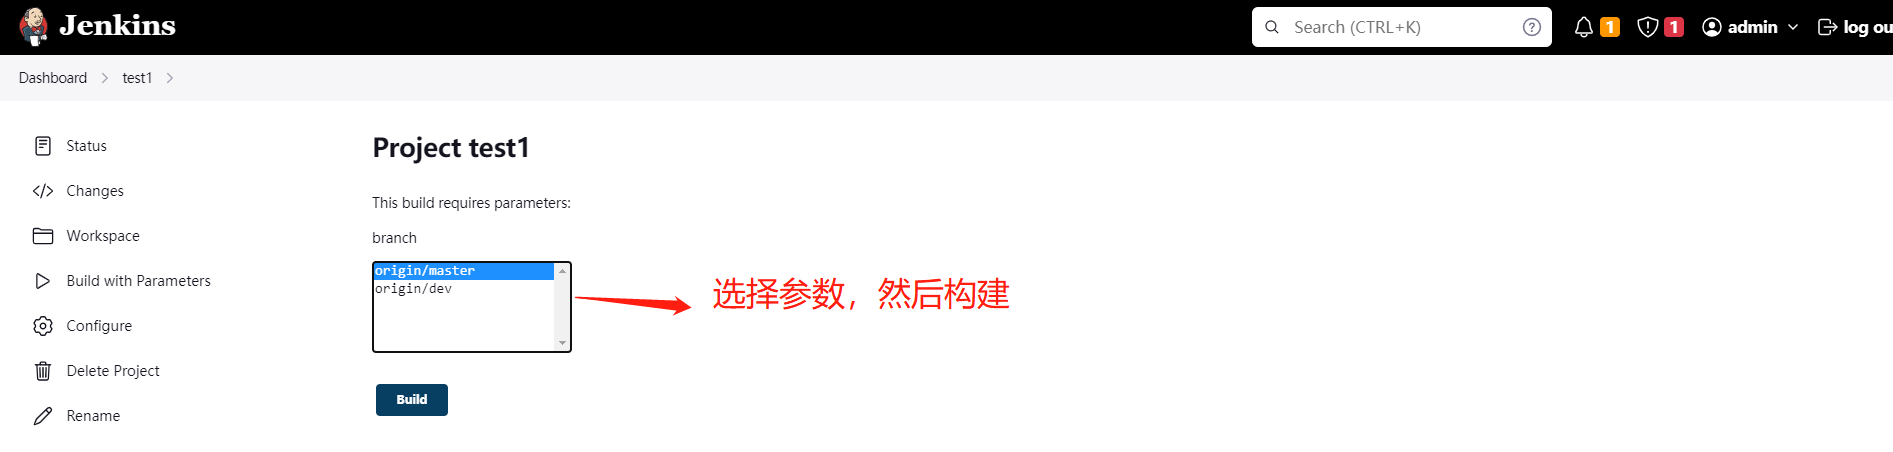 Jenkins
Search (CTRL+K)
1
1
admin
log ou
Dashboard
test1
Status
Changes
Workspace
Build with Parameters
Configure
Delete Project
Rename
Project test1
This build requires parameters:
branch
origin/master
origin/dev
选择参数，然后构建
Build